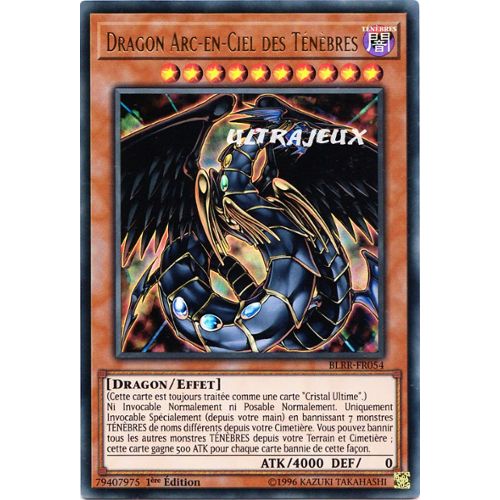 DRAGON ARC-EN-CIEL DES TÉNÈBRES
TÉNÈBRES
闇
ULTRAJEUX
BLRR-FR054
[DRAGON/EFFET]
(Cette carte est toujours traitée comme une carte "Cristal Ultime".)
Ni Invocable Normalement ni Posable Normalement. Uniquement
Invocable Spécialement (depuis votre main) en bannissant 7 monstres
TÉNÈBRES de noms différents depuis votre Cimetière. Vous pouvez bannir
tous les autres monstres TÉNÈBRES depuis votre Terrain et Cimetière ;
cette carte gagne 500 ATK pour chaque carte bannie de cette façon.
ATK/4000 DEF/ 0
79407975 1ère Édition ©1996 KAZUKI TAKAHASHI